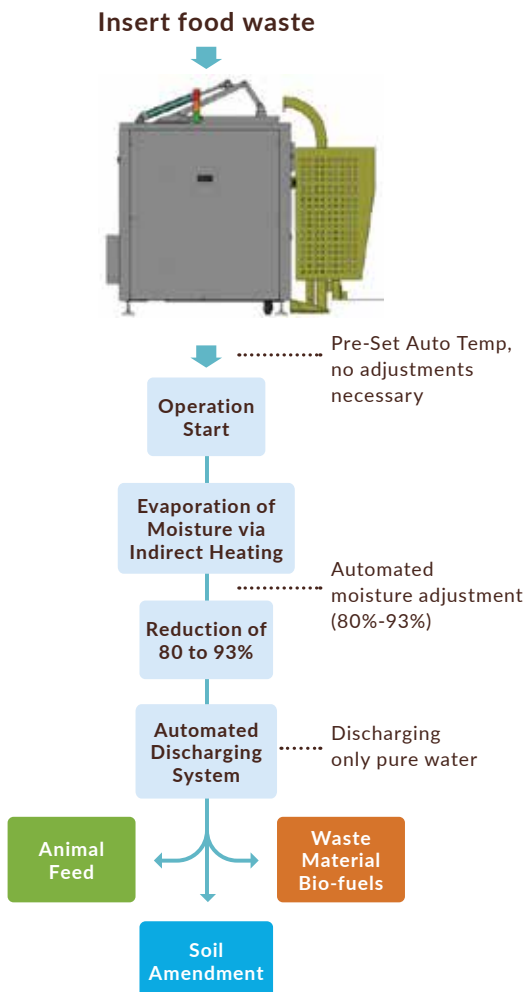 Insert food waste
Pre-Set Auto Temp,
no adjustments
necessary
Operation
Start
Evaporation of
Moisture via
Indirect Heating
Automated
moisture adjustment
(80%-93%)
Reduction of
80 to 93%
Automated
Discharging
System
Discharging
only pure water
Animal
Feed
Waste
Material
Bio-fuels
Soil
Amendment